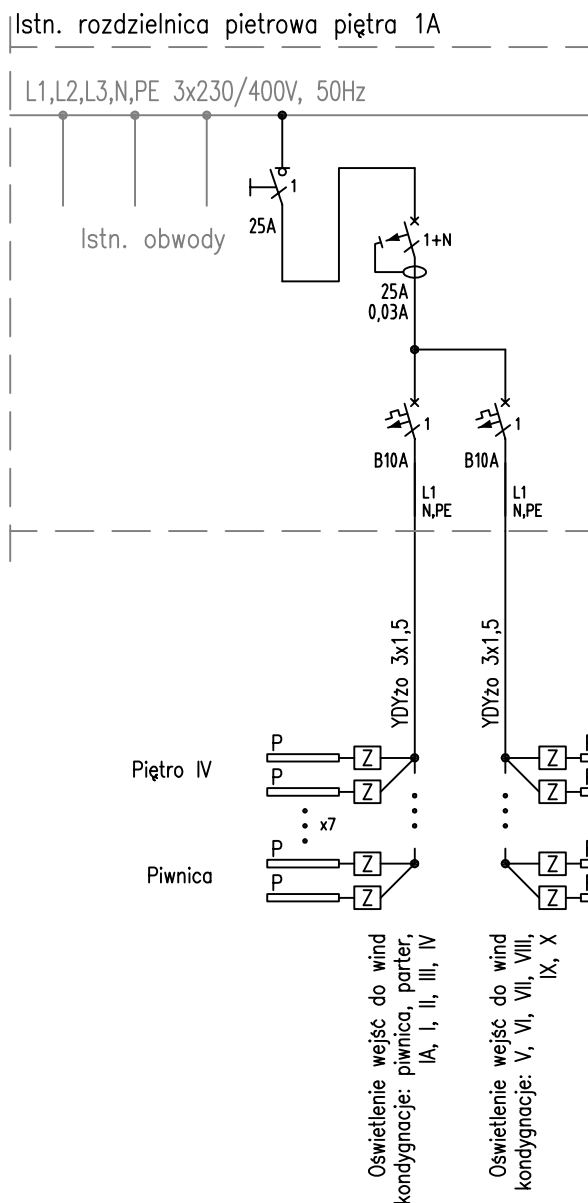 Istn. rozdzielnica pietrowa piętra 1A
L1,L2,L3,N,PE 3x230/400V, 50Hz
Istn. obwody
1
25A
1+N
25A
0,03A
1
B10A
L1
N,PE
1
B10A
L1
N,PE
YDYżo 3x1,5
YDYżo 3x1,5
Piętro IV
P
Z
P
Z
x7
Piwnica
P
Z
P
Z
Z
Z
Z
Z
Oświetlenie wejść do wind
kondygnacje: piwnica, parter,
IA, I, II, III, IV
Oświetlenie wejść do wind
kondygnacje: V, VI, VII, VIII,
IX, X